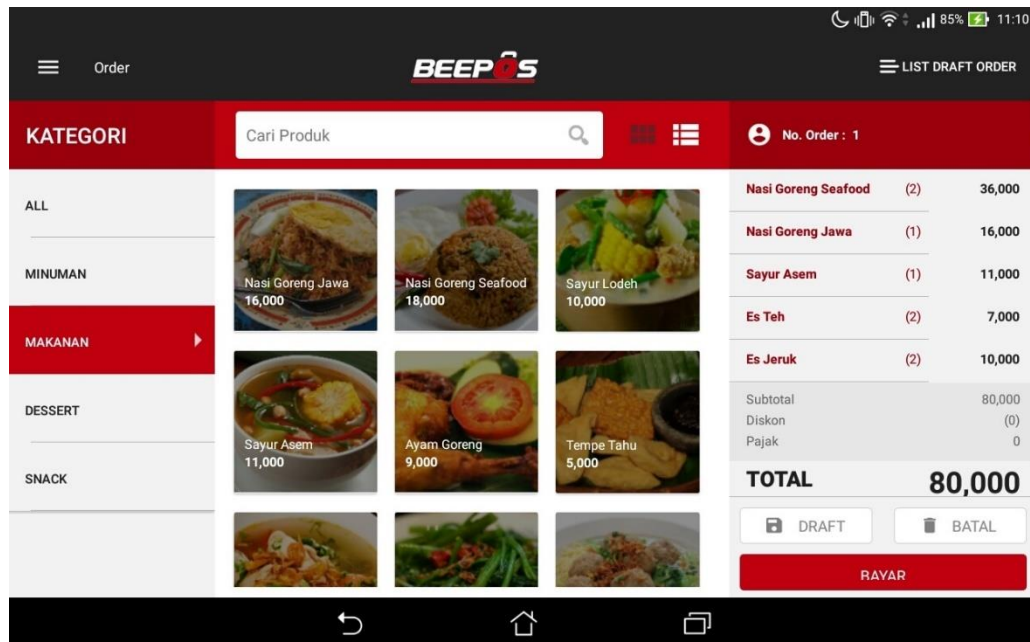 85% 11:10
Order
BEEPOS
LIST DRAFT ORDER
KATEGORI
Cari Produk
No. Order : 1
ALL
MINUMAN
MAKANAN
DESSERT
SNACK
Nasi Goreng Jawa
16,000
Nasi Goreng Seafood
18,000
Sayur Lodeh
10,000
Sayur Asem
11,000
Ayam Goreng
9,000
Tempe Tahu
5,000
Nasi Goreng Seafood (2) 36,000
Nasi Goreng Jawa (1) 16,000
Sayur Asem (1) 11,000
Es Teh (2) 7,000
Es Jeruk (2) 10,000
Subtotal 80,000
Diskon (0)
Pajak 0
TOTAL 80,000
DRAFT
BATAL
BAYAR